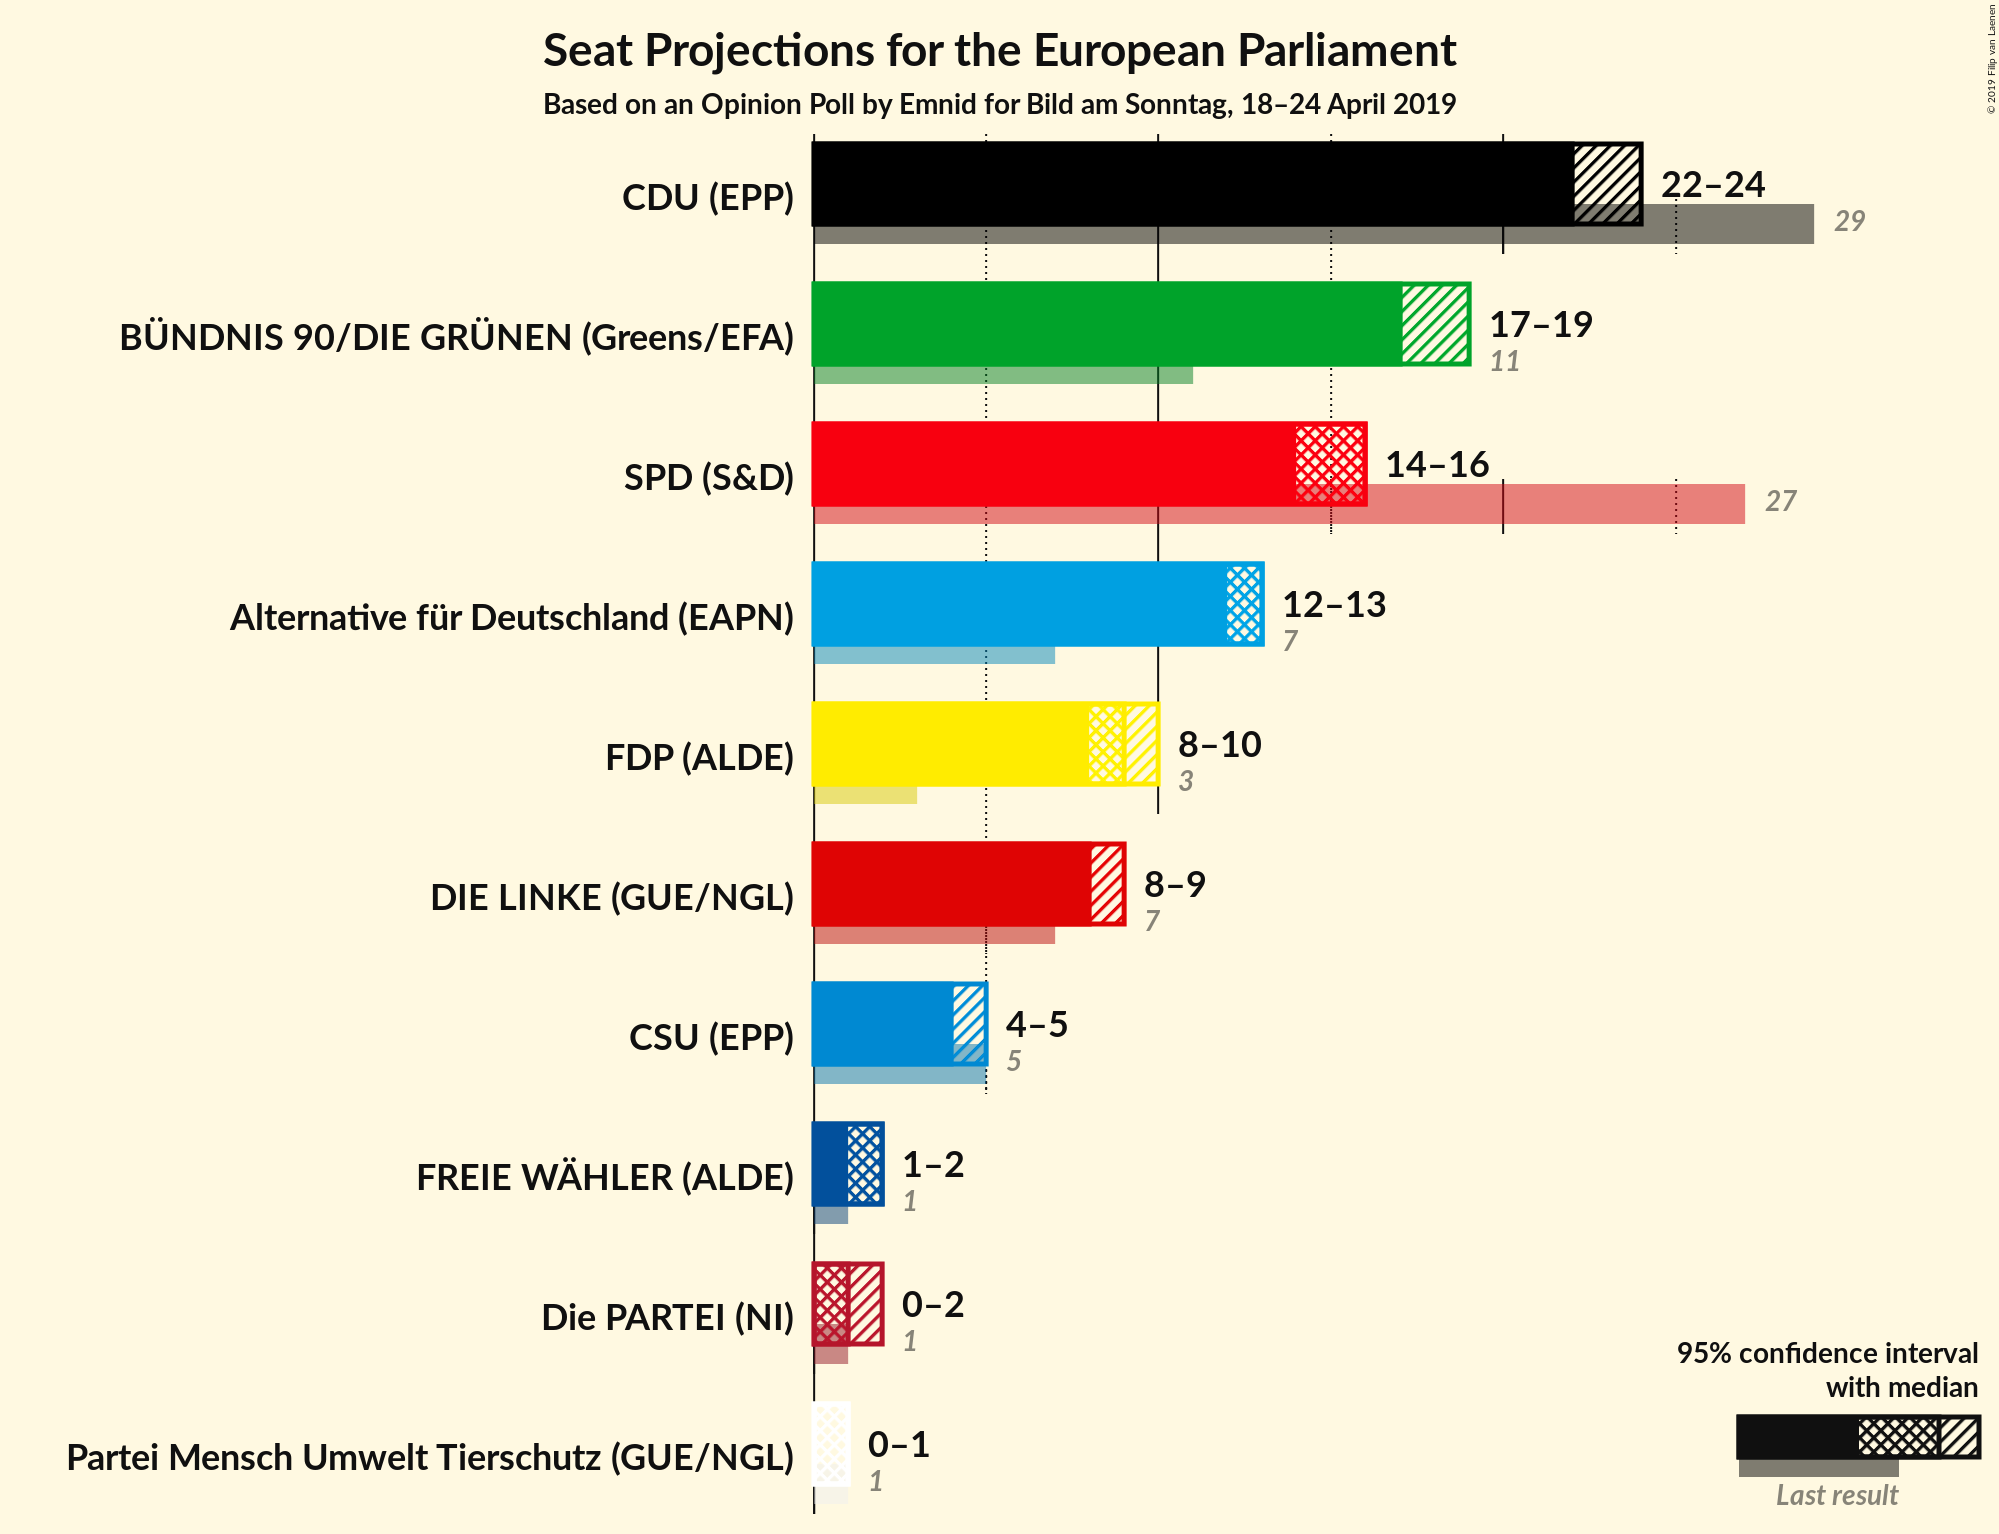 Seat Projections for the European Parliament
Based on an Opinion Poll by Emnid for Bild am Sonntag, 18–24 April 2019
© 2019 Filip van Laenen
CDU (EPP)
22–24
29
BÜNDNIS 90/DIE GRÜNEN (Greens/EFA)
17–19
11
SPD (S&D)
14–16
27
Alternative für Deutschland (EAPN)
12–13
7
FDP (ALDE)
8–10
3
DIE LINKE (GUE/NGL)
8–9
7
CSU (EPP)
4–5
5
FREIE WÄHLER (ALDE)
1–2
1
Die PARTEI (NI)
0–2
1
Partei Mensch Umwelt Tierschutz (GUE/NGL)
0–1
1
95% confidence interval
with median
Last result